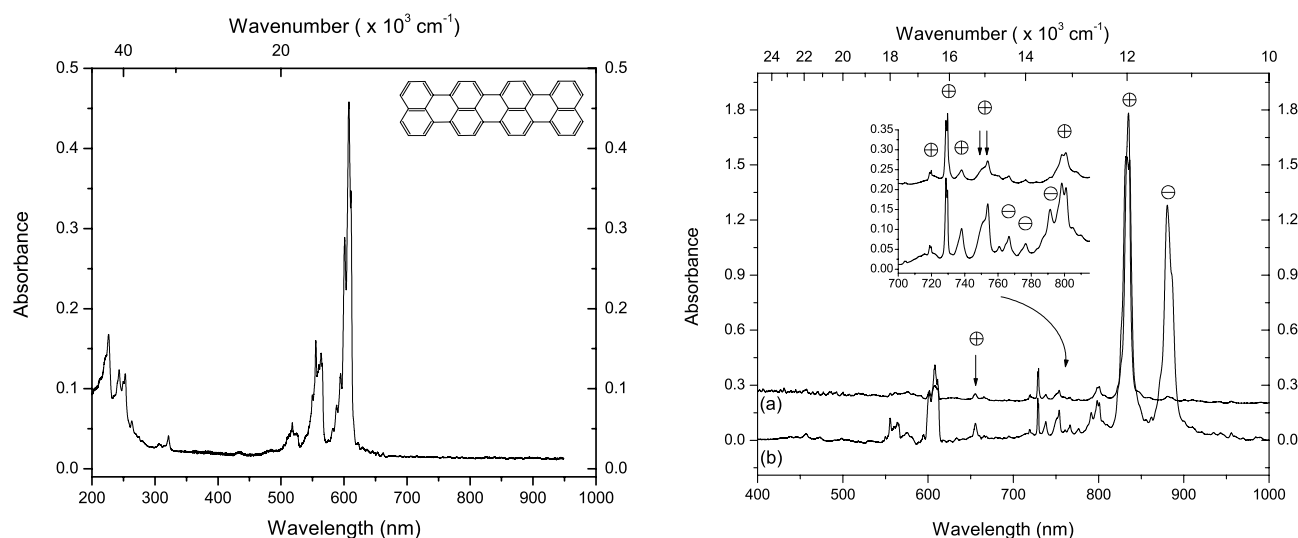 Wavenumber ( x 10³ cm⁻¹)
40 20
0.5 0.5
0.4 0.4
0.3 0.3
0.2 0.2
0.1 0.1
0.0 0.0
200 300 400 500 600 700 800 900 1000
Wavelength (nm)
Absorbance
Wavenumber ( x 10³ cm⁻¹)
24 22 20 18 16 14 12 10
1.8 1.8
1.5 1.5
1.2 1.2
0.9 0.9
0.6 0.6
0.3 0.3
0.0 0.0
⊕ ⊕ ⊕ ⊕ ⊕ ⊕ ⊕
⊖ ⊖ ⊖ ⊖
0.35
0.30
0.25
0.20
0.15
0.10
0.05
0.00
700 720 740 760 780 800
(a)
(b)
400 500 600 700 800 900 1000
Wavelength (nm)
Absorbance